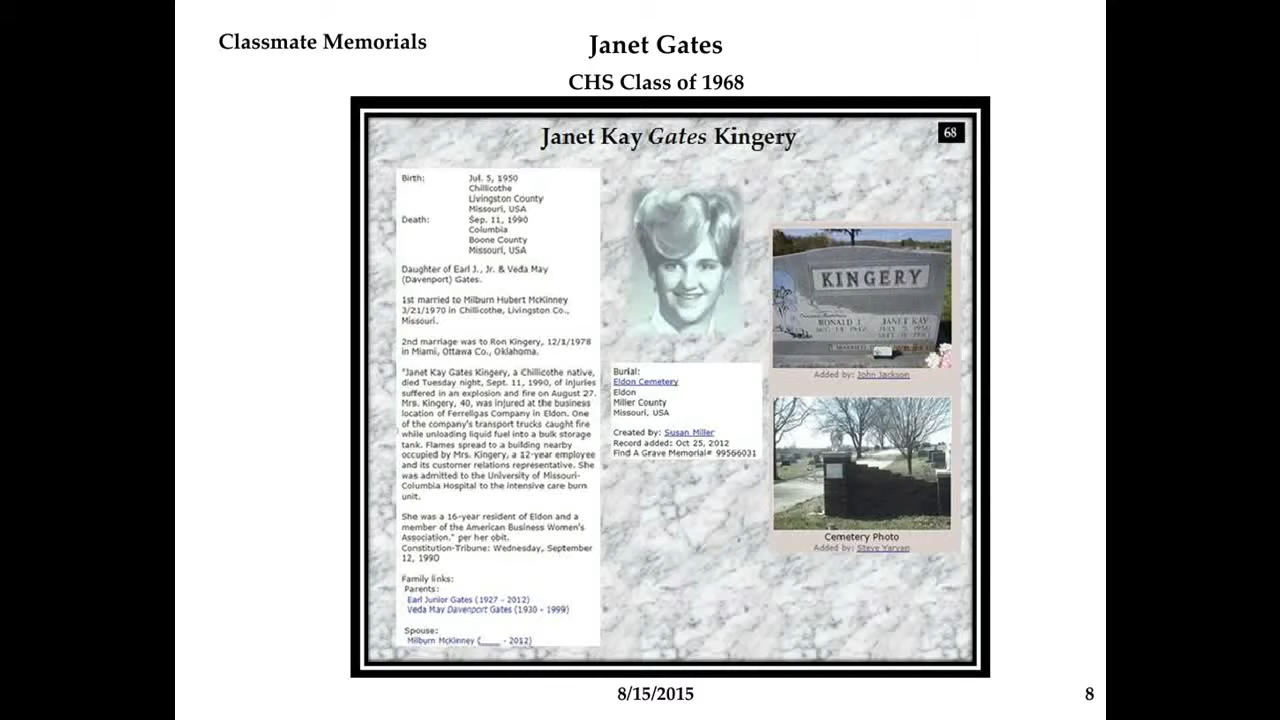 Classmate Memorials
Janet Gates
CHS Class of 1968
Janet Kay Gates Kingery
68
Birth: Jul. 5, 1950
Chillicothe
Livingston County
Missouri, USA
Death: Sep. 11, 1990
Columbia
Boone County
Missouri, USA
Daughter of Earl J., Jr. & Veda May
(Davenport) Gates.
1st married to Milburn Hubert McKinney
3/21/1970 in Chillicothe, Livingston Co.,
Missouri.
2nd marriage was to Ron Kingery, 12/1/1978
in Miami, Ottawa Co., Oklahoma.
"Janet Kay Gates Kingery, a Chillicothe native,
died Tuesday night, Sept. 11, 1990, of injuries
suffered in an explosion and fire on August 27.
Mrs. Kingery, 40, was injured at the business
location of Ferrellgas Company in Eldon. One
of the company's transport trucks caught fire
while unloading liquid fuel into a bulk storage
tank. Flames spread to a building nearby
occupied by Mrs. Kingery, a 12-year employee
and its customer relations representative. She
was admitted to the University of Missouri-
Columbia Hospital to the intensive care burn
unit.
She was a 16-year resident of Eldon and a
member of the American Business Women's
Association." per her obit.
Constitution-Tribune: Wednesday, September
12, 1990
Family links:
Parents:
Earl Junior Gates (1927 - 2012)
Veda May Davenport Gates (1930 - 1999)
Spouse:
Milburn McKinney (____ - 2012)
Burial:
Eldon Cemetery
Eldon
Miller County
Missouri, USA
Created by: Susan Miller
Record added: Oct 25, 2012
Find A Grave Memorial# 99566031
KINGERY
RONALD L. JANET KAY
Added by: John Jackson
Cemetery Photo
Added by: Steve Yarvan
8/15/2015
8